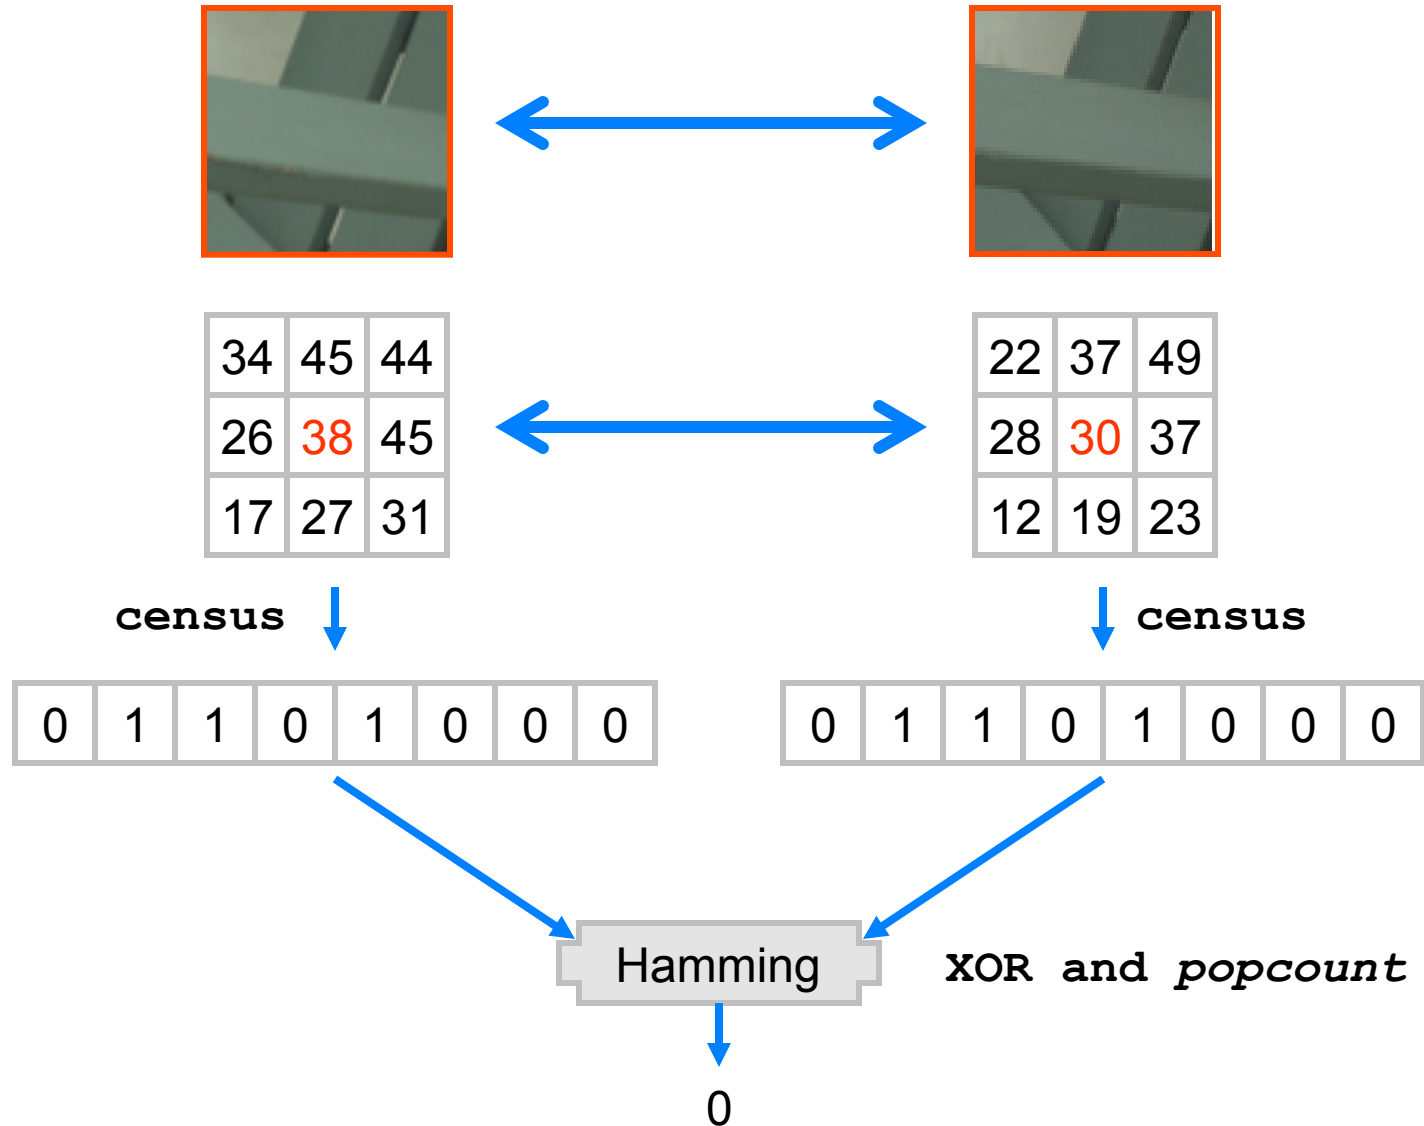 34 45 44 22 37 49
26 38 45 28 30 37
17 27 31 12 19 23
census census
0 1 1 0 1 0 0 0 0 1 1 0 1 0 0 0
Hamming XOR and popcount
0